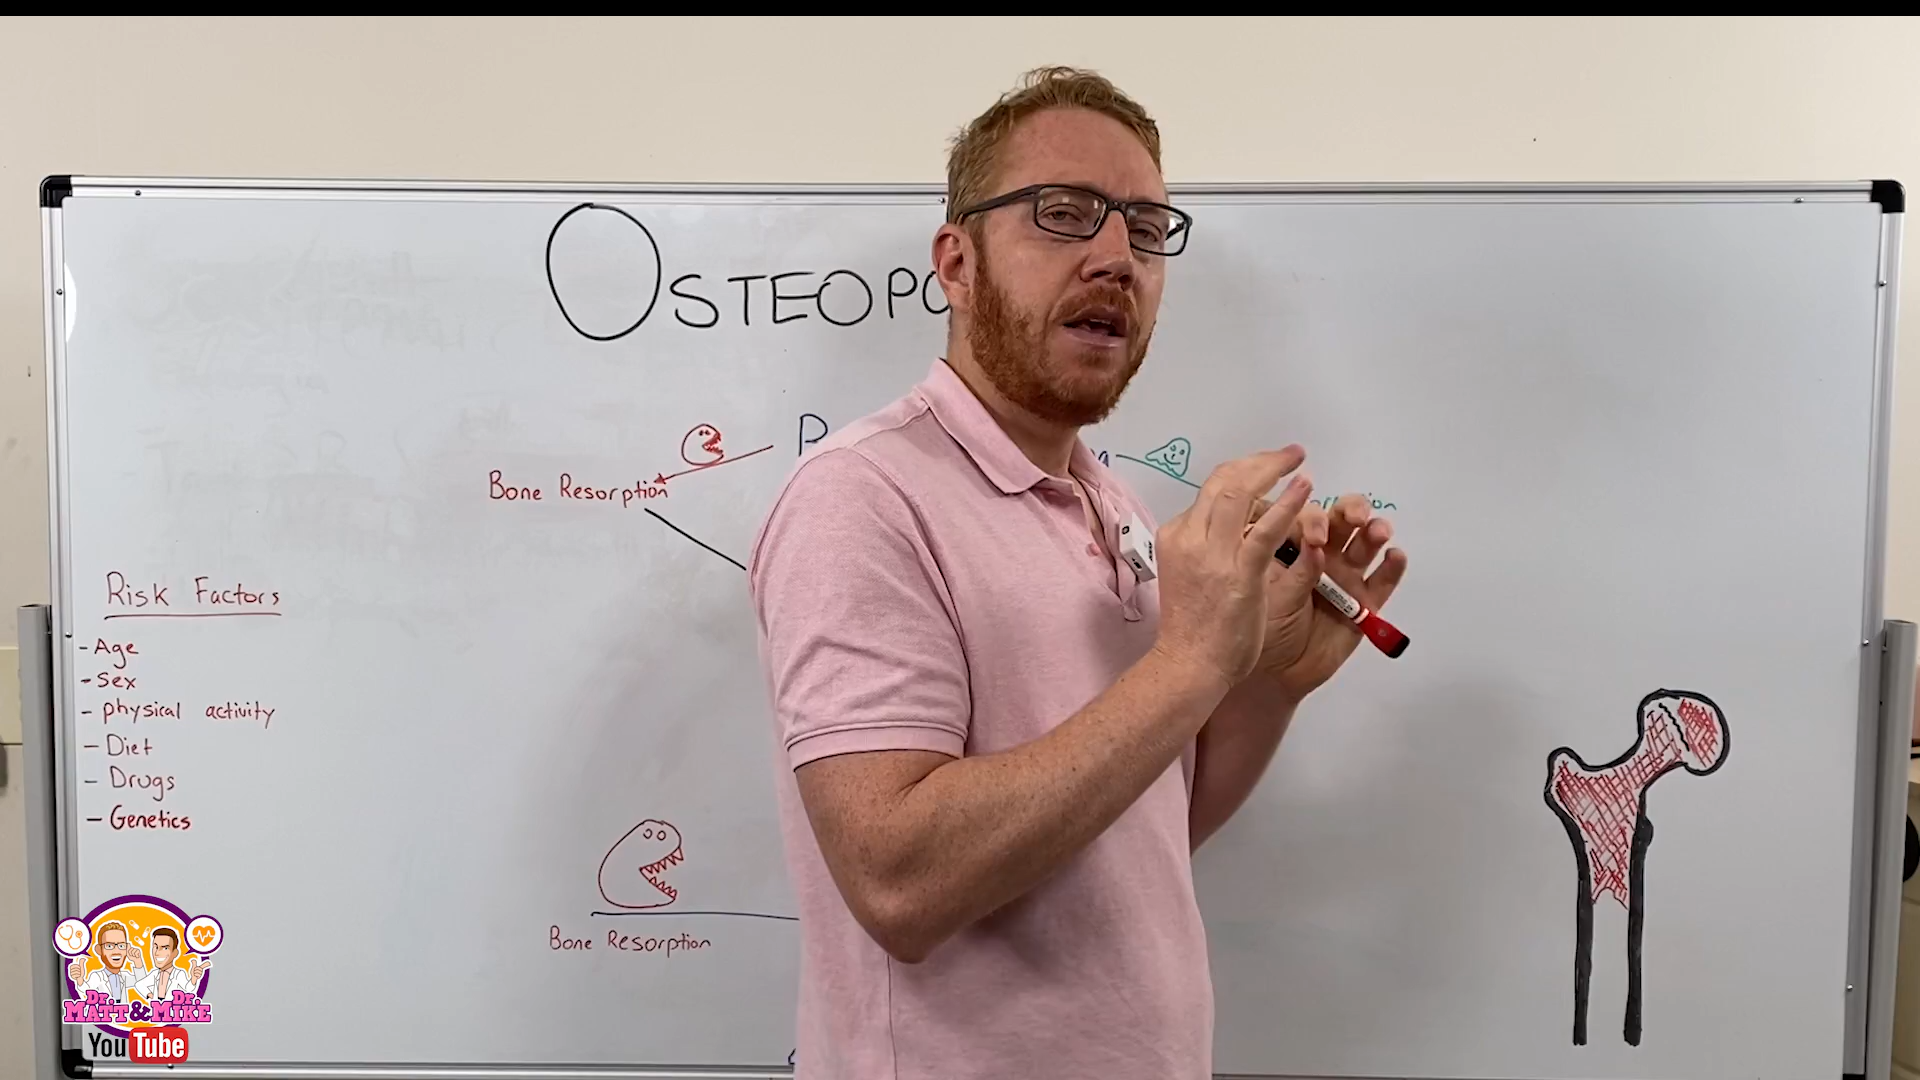 OSTEOPO
Bone Resorption
Risk Factors
- Age
- Sex
- physical activity
- Diet
- Drugs
- Genetics
Bone Resorption
Dr. Dr.
MATT & MIKE
YouTube